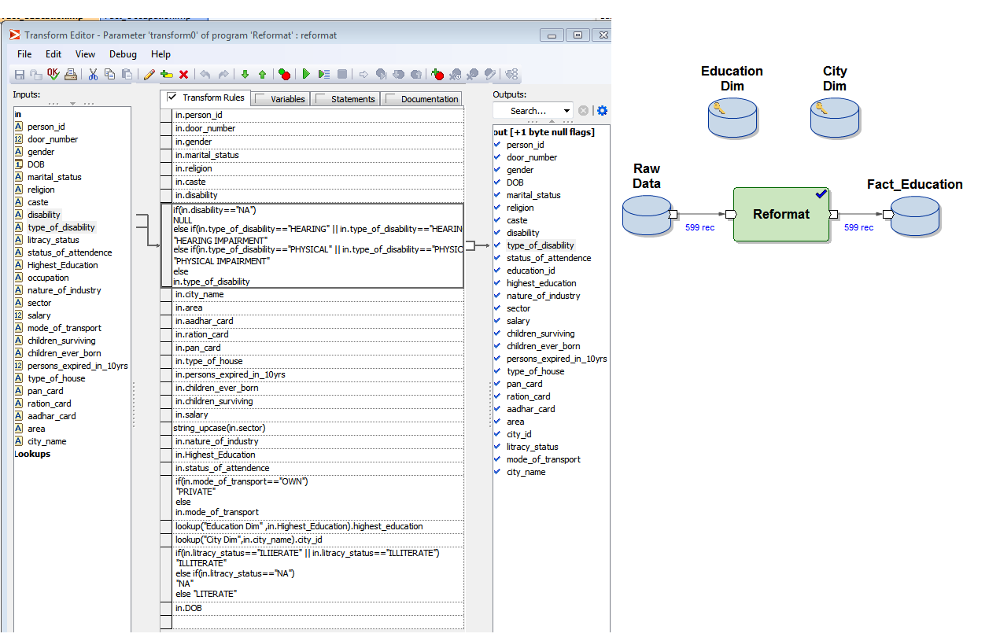 Transform Editor - Parameter 'transform0' of program 'Reformat' : reformat
File Edit View Debug Help
Inputs:
in
person_id
door_number
gender
DOB
marital_status
religion
caste
disability
type_of_disability
litracy_status
status_of_attendence
Highest_Education
occupation
nature_of_industry
sector
salary
mode_of_transport
children_surviving
children_ever_born
persons_expired_in_10yrs
type_of_house
pan_card
ration_card
aadhar_card
area
city_name
Lookups
Transform Rules Variables Statements Documentation
in.person_id
in.door_number
in.gender
in.marital_status
in.religion
in.caste
in.disability
if(in.disability=="NA")
NULL
else if(in.type_of_disability=="HEARING" || in.type_of_disability=="HEARIN
"HEARING IMPAIRMENT"
else if(in.type_of_disability=="PHYSICAL" || in.type_of_disability=="PHYSIC
"PHYSICAL IMPAIRMENT"
else
in.type_of_disability
in.city_name
in.area
in.aadhar_card
in.ration_card
in.pan_card
in.type_of_house
in.persons_expired_in_10yrs
in.children_ever_born
in.children_surviving
in.salary
string_upcase(in.sector)
in.nature_of_industry
in.Highest_Education
in.status_of_attendence
if(in.mode_of_transport=="OWN")
"PRIVATE"
else
in.mode_of_transport
lookup("Education Dim" ,in.Highest_Education).highest_education
lookup("City Dim",in.city_name).city_id
if(in.litracy_status=="ILIIERATE" || in.litracy_status=="ILLITERATE")
"ILLITERATE"
else if(in.litracy_status=="NA")
"NA"
else "LITERATE"
in.DOB
Outputs:
Search...
out [+1 byte null flags]
person_id
door_number
gender
DOB
marital_status
religion
caste
disability
type_of_disability
status_of_attendence
education_id
highest_education
nature_of_industry
sector
salary
children_surviving
children_ever_born
persons_expired_in_10yrs
type_of_house
pan_card
ration_card
aadhar_card
area
city_id
litracy_status
mode_of_transport
city_name
Education
Dim
City
Dim
Raw
Data
599 rec
Reformat
599 rec
Fact_Education